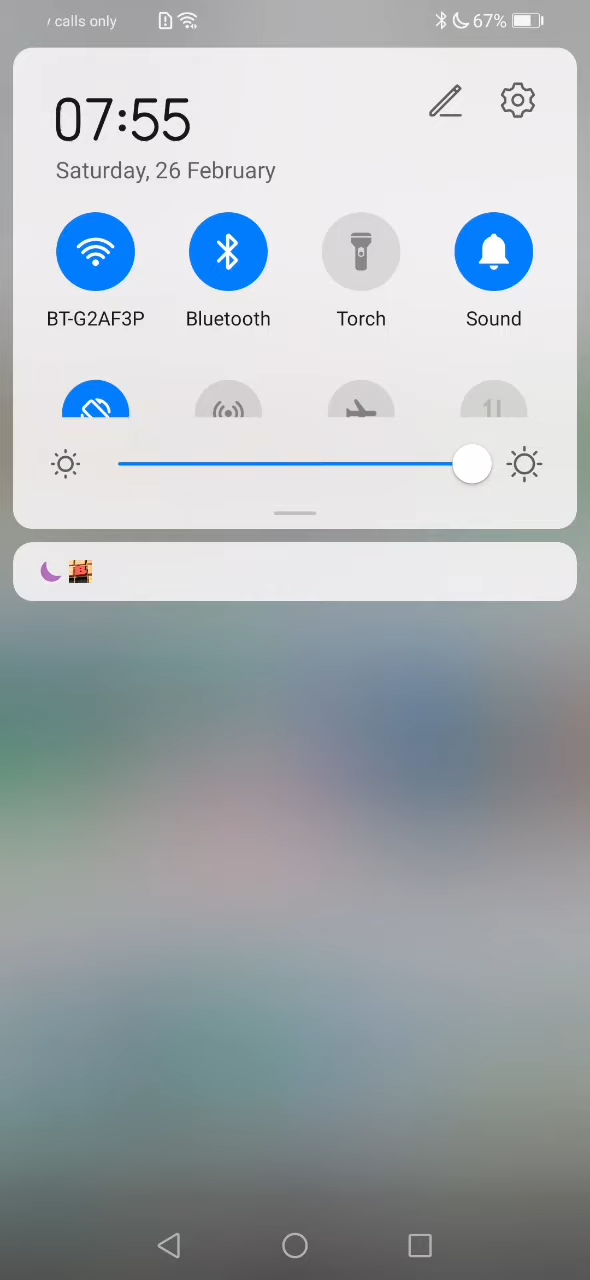 calls only
67%
07:55
Saturday, 26 February
BT-G2AF3P
Bluetooth
Torch
Sound